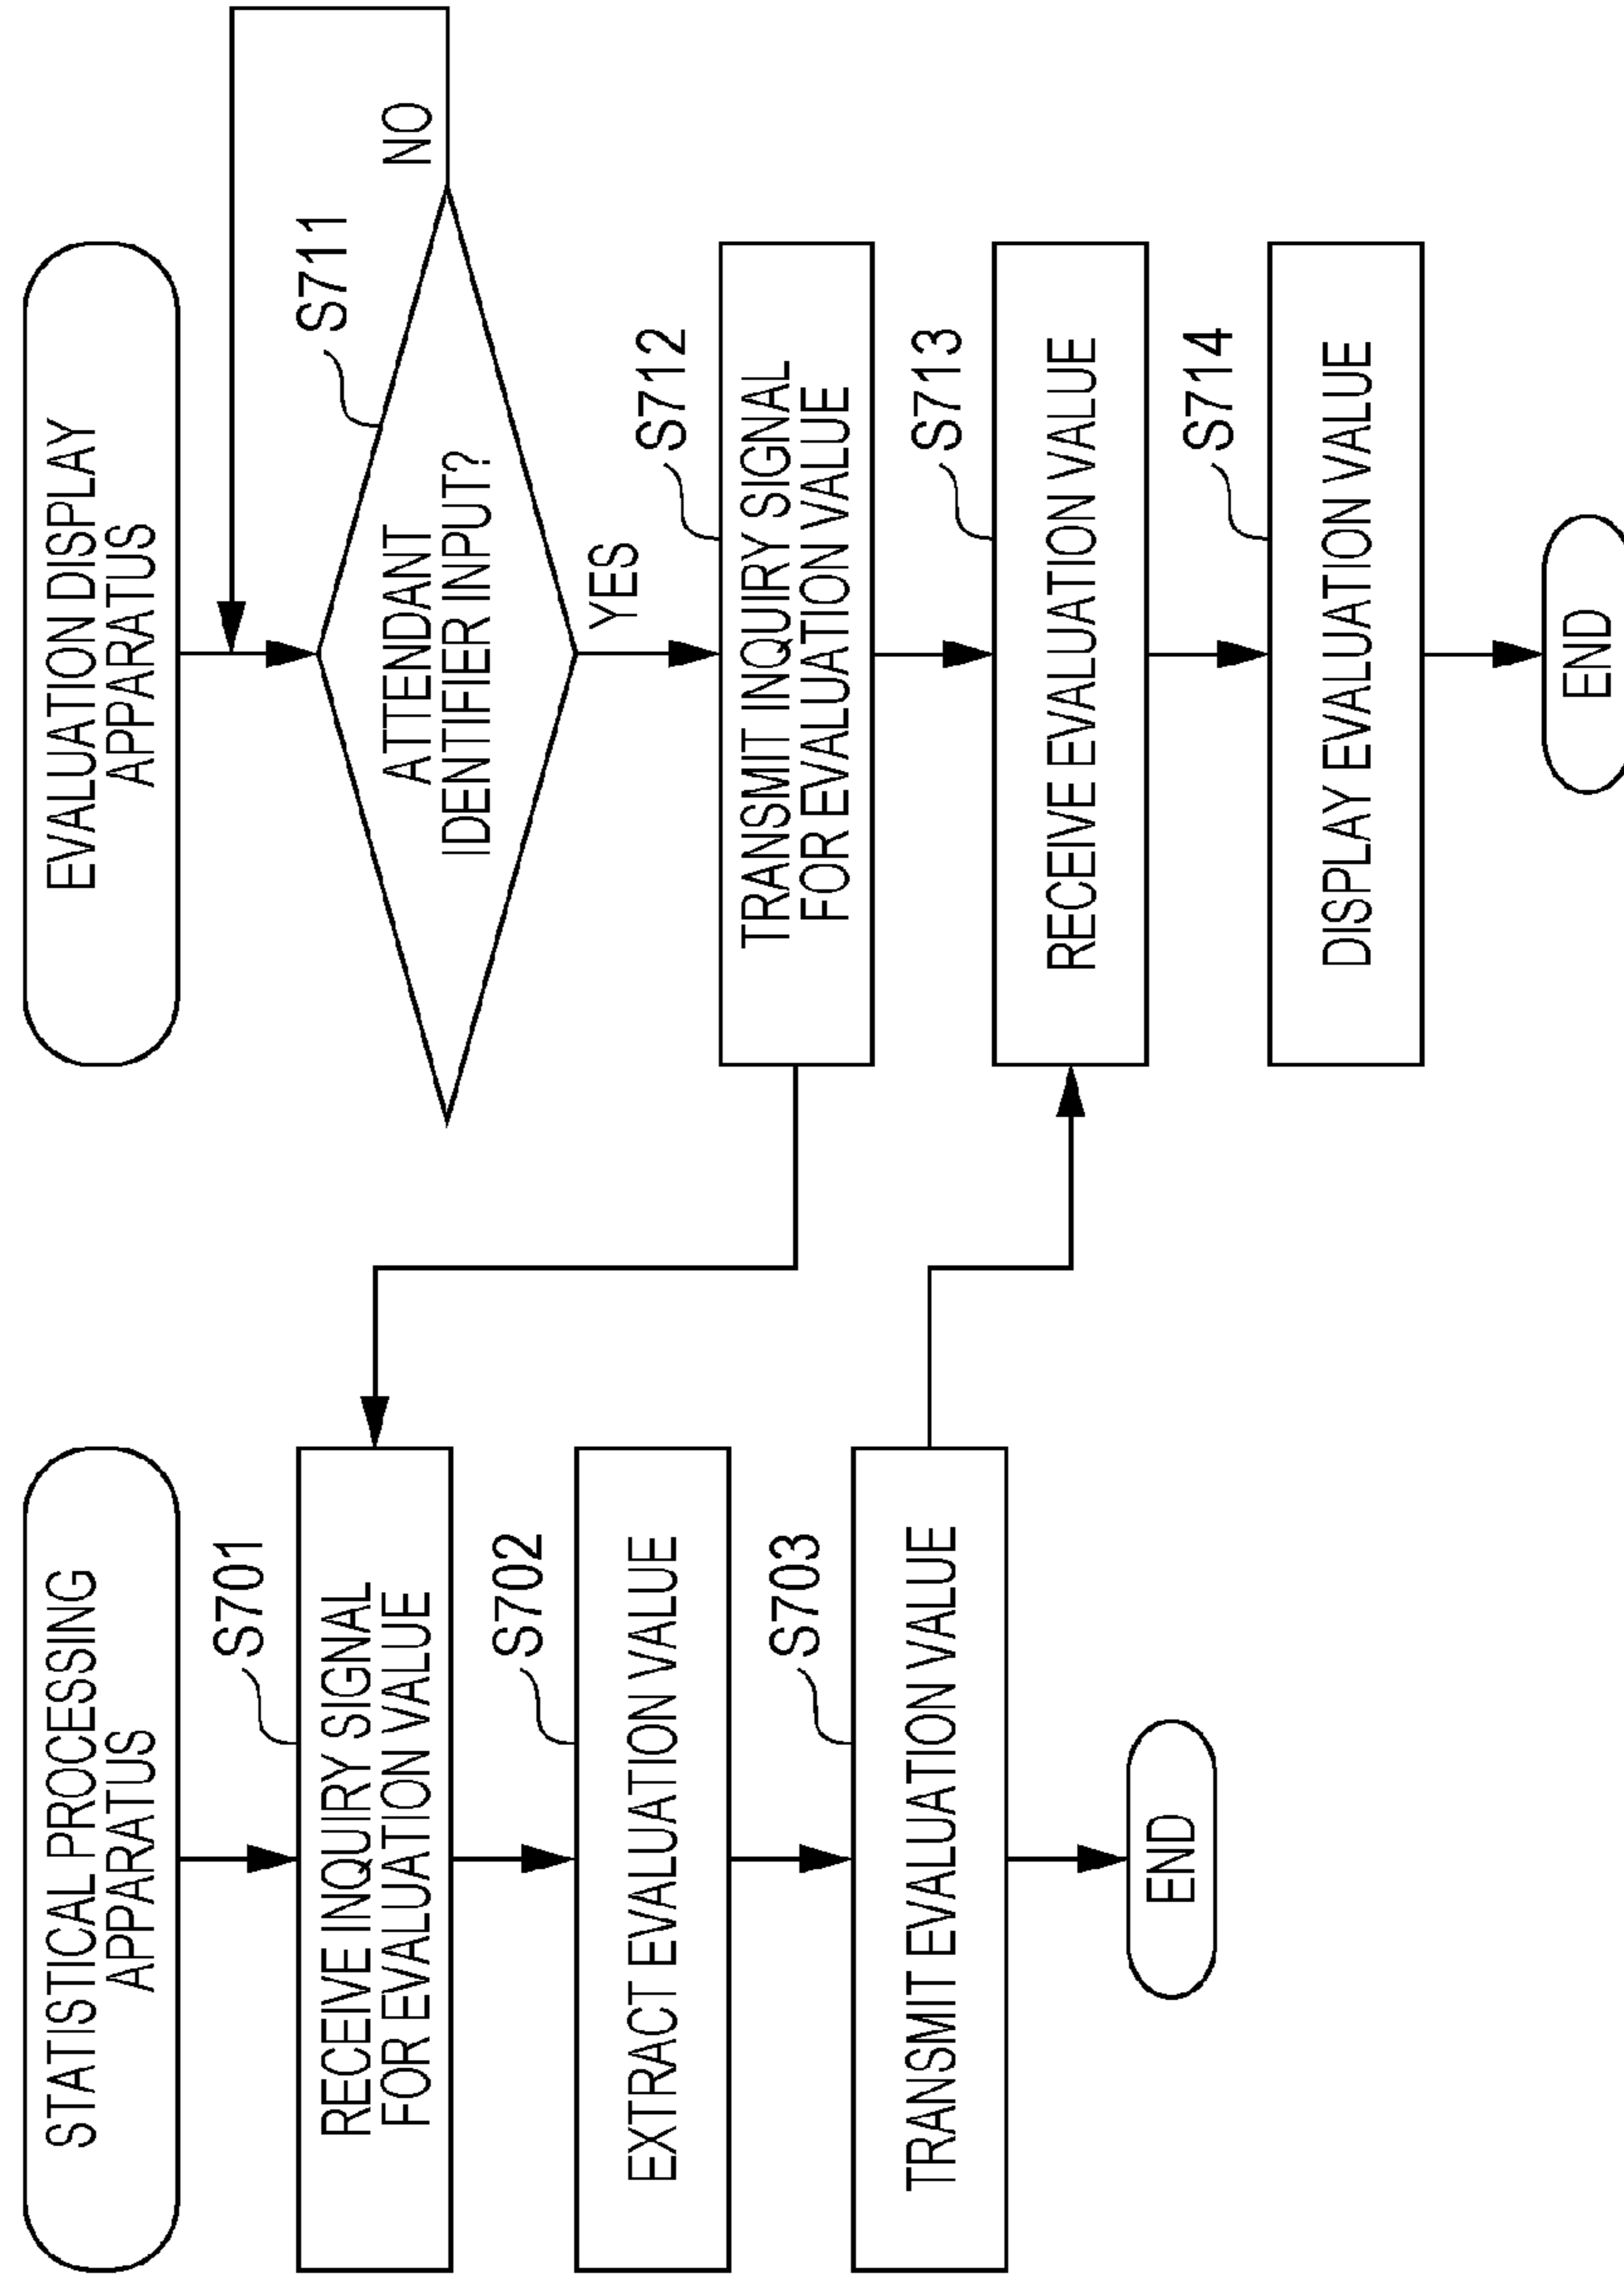 STATISTICAL PROCESSING
APPARATUS
S701
RECEIVE INQUIRY SIGNAL
FOR EVALUATION VALUE
S702
EXTRACT EVALUATION VALUE
S703
TRANSMIT EVALUATION VALUE
END
EVALUATION DISPLAY
APPARATUS
S711
ATTENDANT
IDENTIFIER INPUT?
NO
YES
S712
TRANSMIT INQUIRY SIGNAL
FOR EVALUATION VALUE
S713
RECEIVE EVALUATION VALUE
S714
DISPLAY EVALUATION VALUE
END